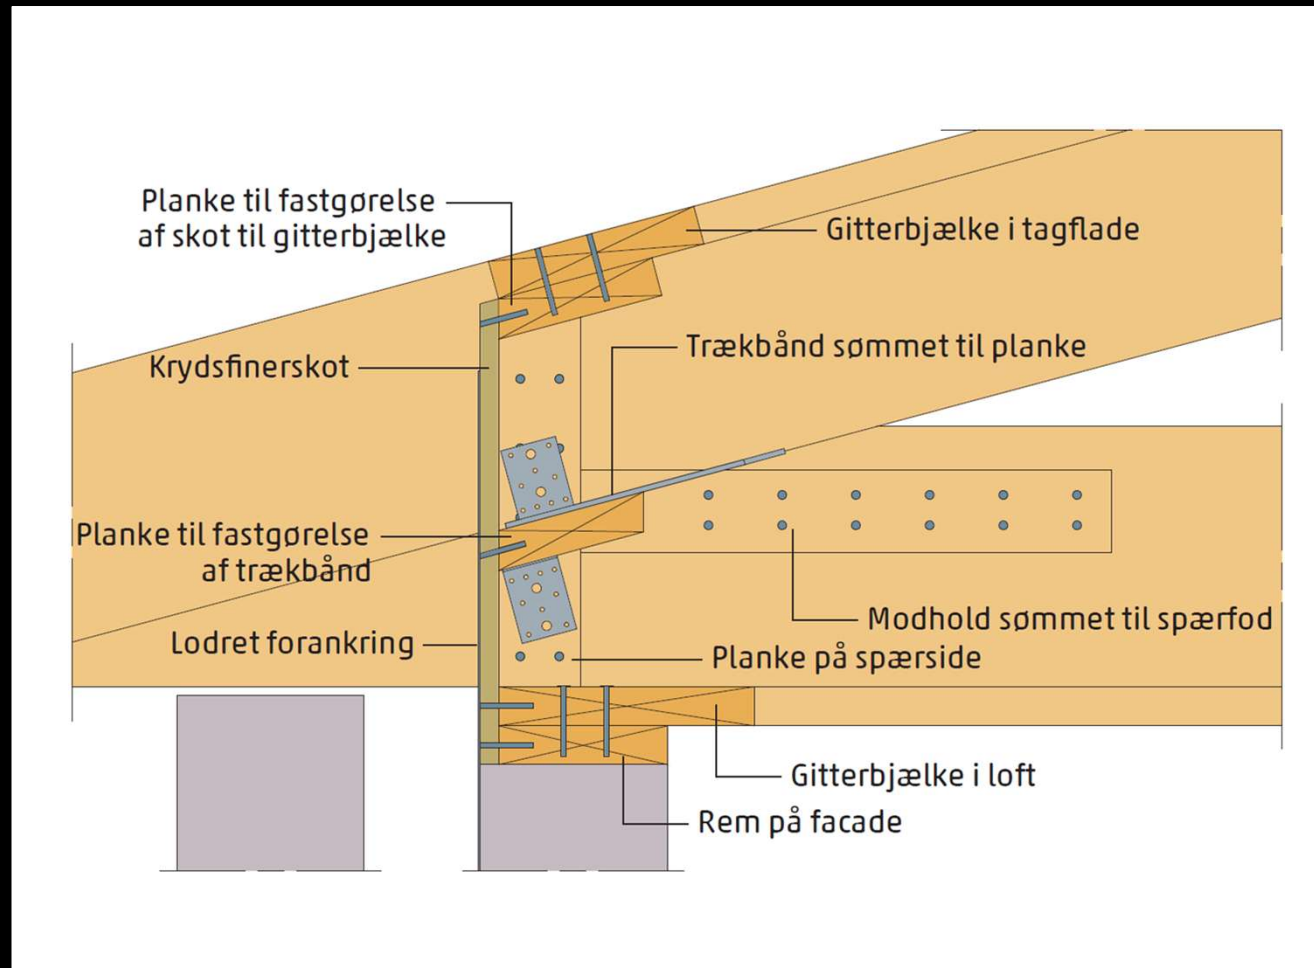 Planke til fastgørelse
af skot til gitterbjælke
Gitterbjælke i tagflade
Trækbånd sømmet til planke
Krydsfinerskot
Planke til fastgørelse
af trækbånd
Modhold sømmet til spærfod
Lodret forankring
Planke på spærside
Gitterbjælke i loft
Rem på facade